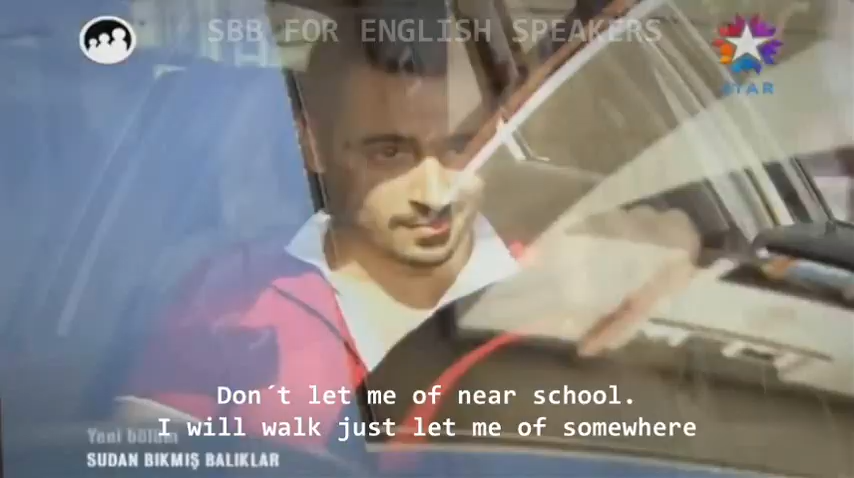 SBB FOR ENGLISH SPEAKERS
STAR
Don´t let me of near school.
I will walk just let me of somewhere
Yeni bölüm
SUDAN BIKMIŞ BALIKLAR